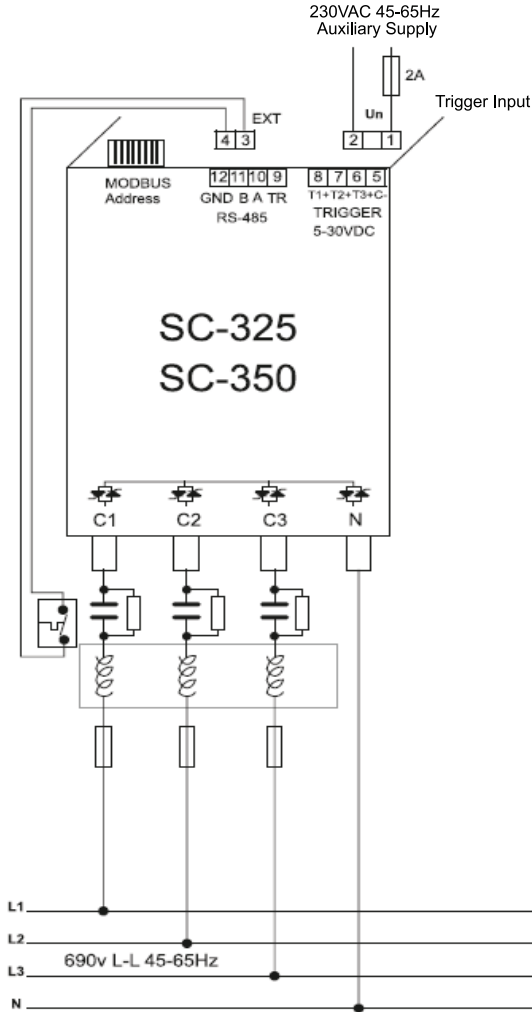 230VAC 45-65Hz
Auxiliary Supply
2A
Trigger Input
EXT
Un
4 3
2 1
MODBUS
Address
12 11 10 9
GND B A TR
RS-485
8 7 6 5
T1+T2+T3+C-
TRIGGER
5-30VDC
SC-325
SC-350
C1 C2 C3 N
L1
L2
690v L-L 45-65Hz
L3
N